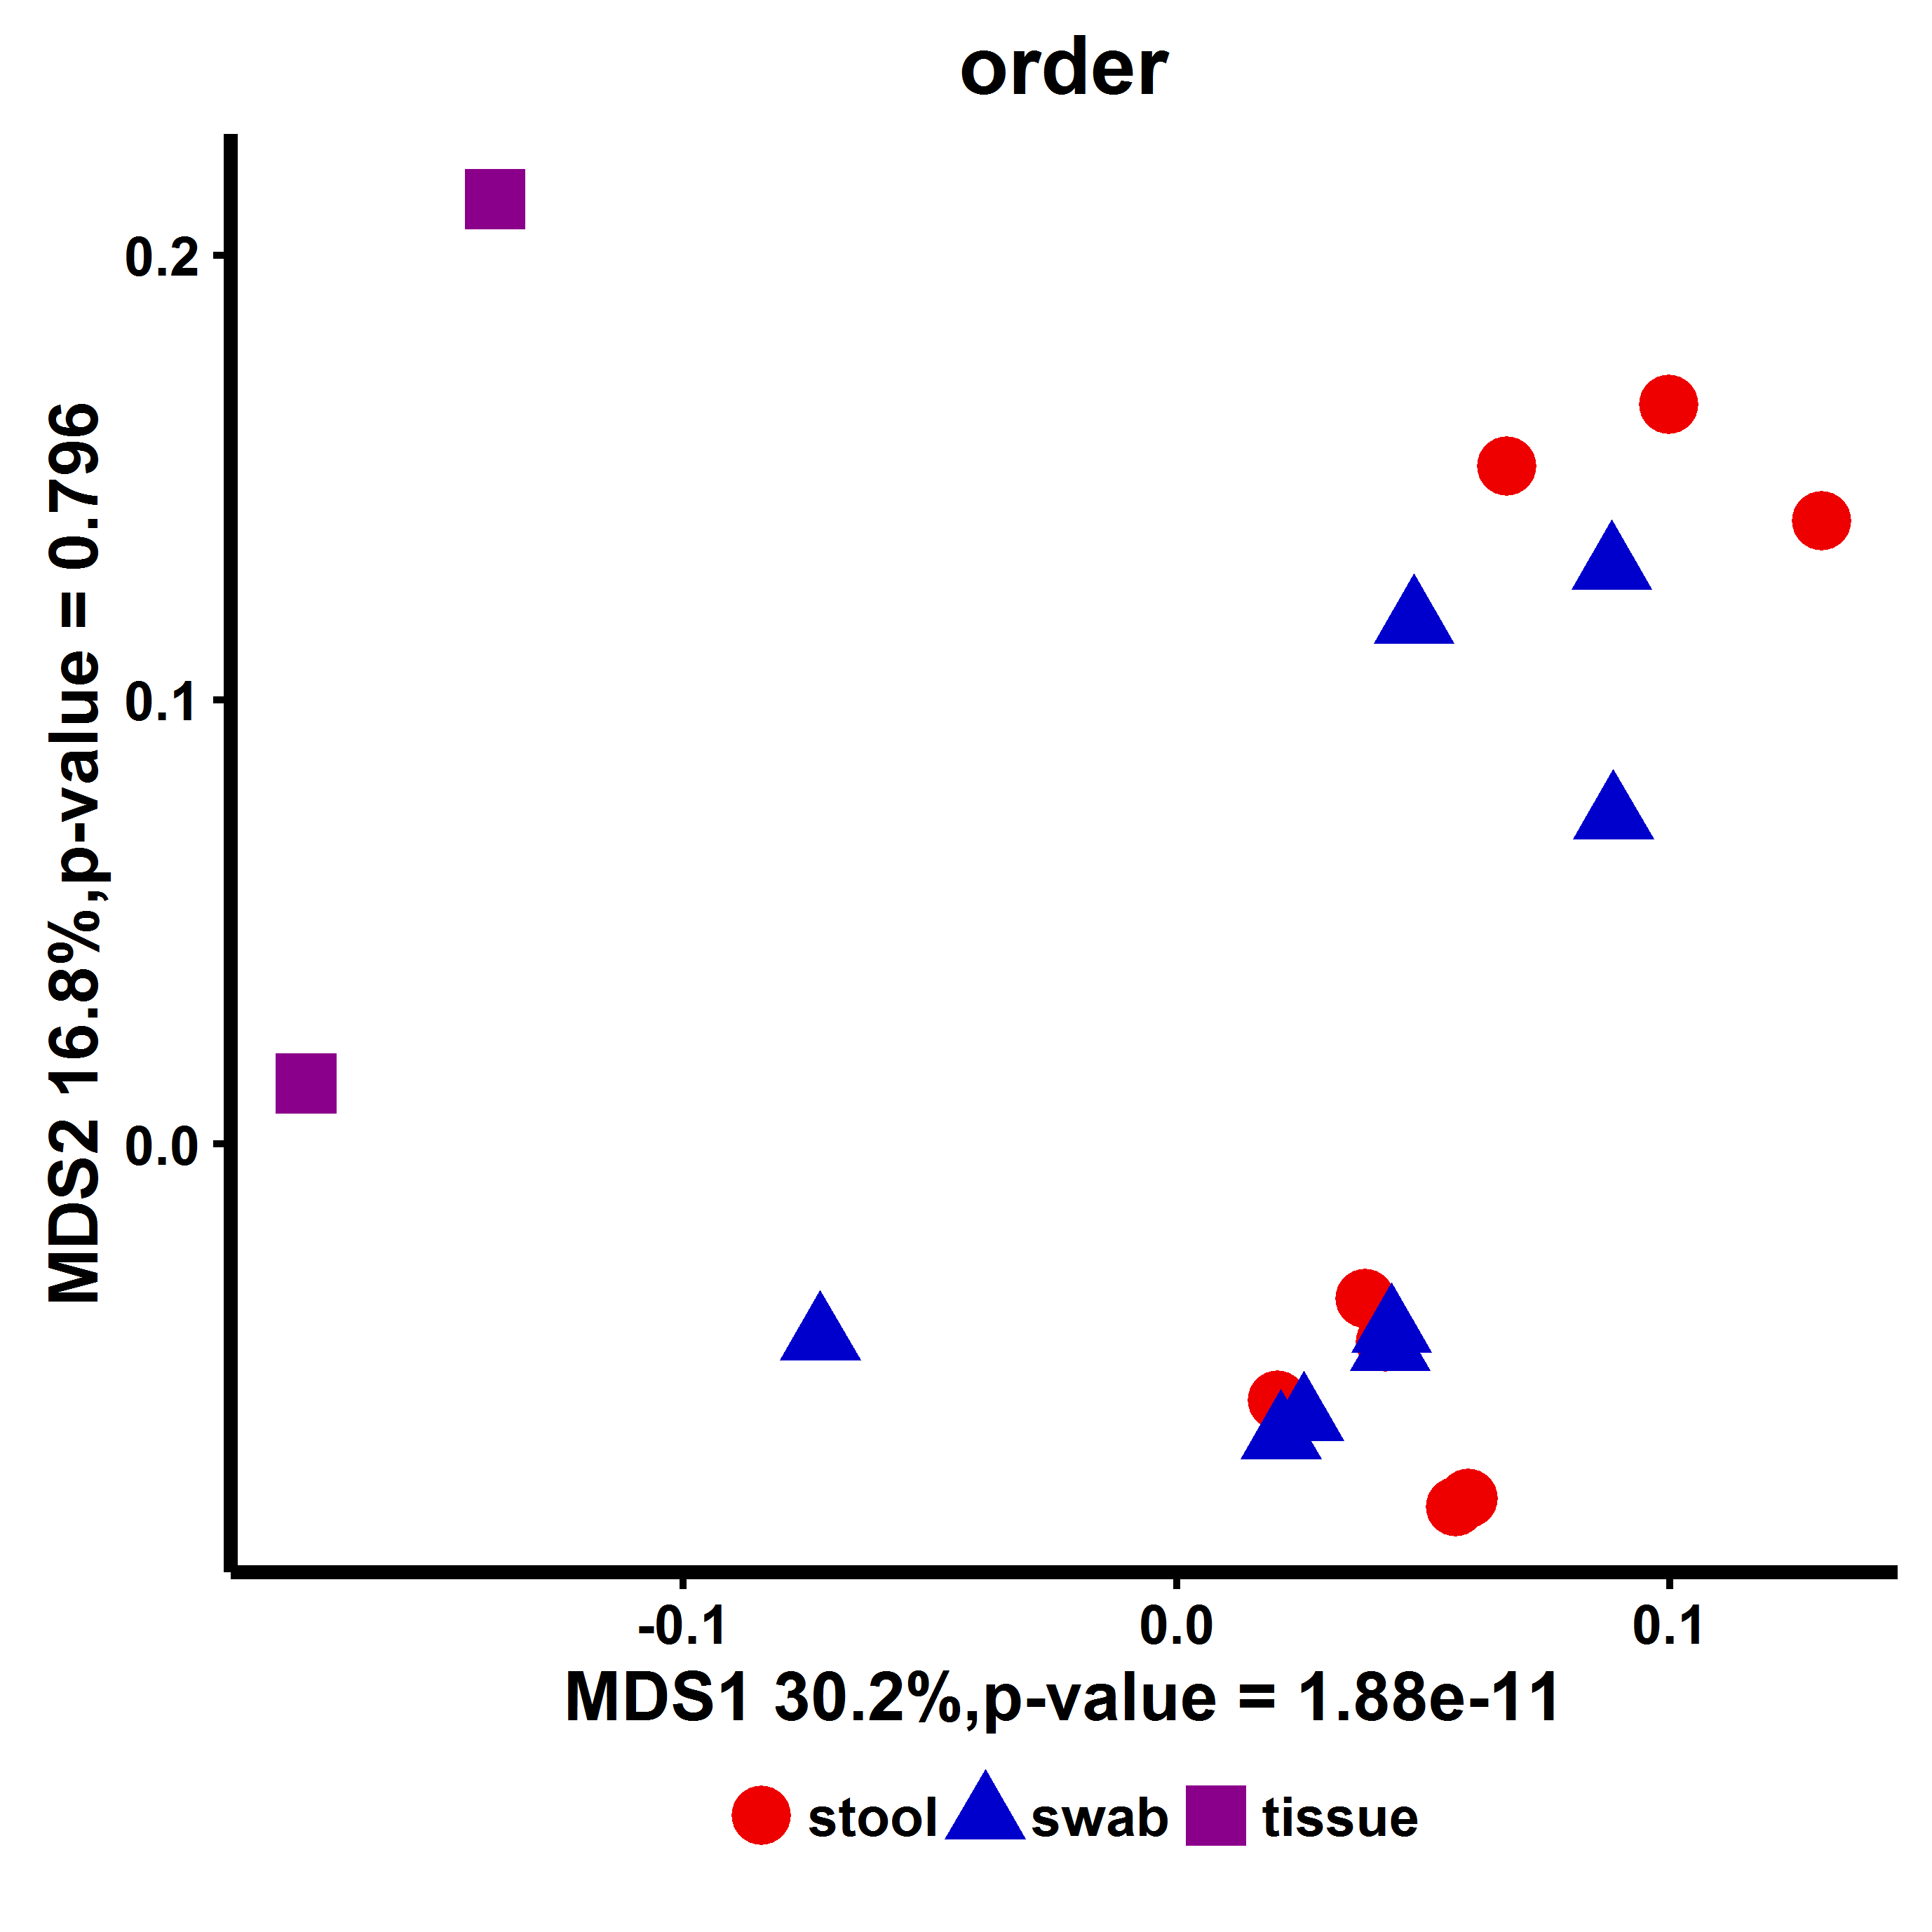 order
MDS2 16.8%,p-value = 0.796
0.2
0.1
0.0
-0.1 0.0 0.1
MDS1 30.2%,p-value = 1.88e-11
stool swab tissue